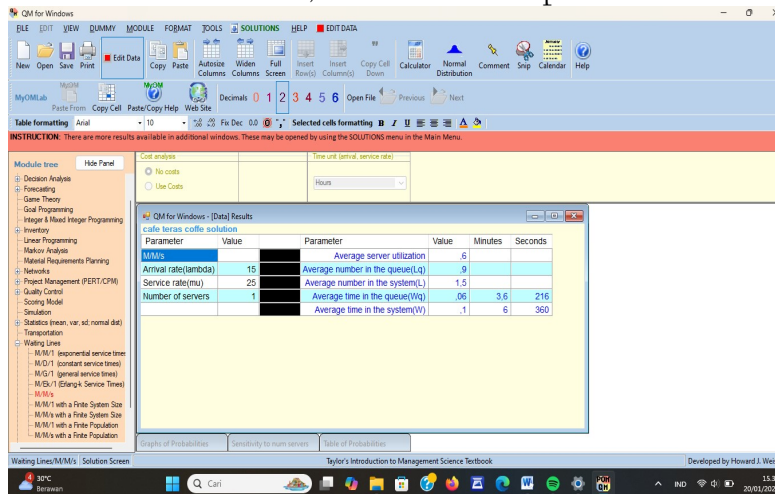 QM for Windows
FILE EDIT VIEW DUMMY MODULE FORMAT TOOLS SOLUTIONS HELP EDIT DATA
New Open Save Print Edit Data Copy Paste Autosize Columns Widen Columns Full Screen Insert Row(s) Insert Column(s) Copy Cell Down Calculator Normal Distribution Comment Snip Calendar Help
MyOMLab Paste From Copy Cell Paste/Copy Help Web Site Decimals 0 1 2 3 4 5 6 Open File Previous Next
Table formatting Arial 10 Fix Dec 0.0 Selected cells formatting B I U
INSTRUCTION: There are more results available in additional windows. These may be opened by using the SOLUTIONS menu in the Main Menu.
Module tree Hide Panel
Decision Analysis
Forecasting
Game Theory
Goal Programming
Integer & Mixed Integer Programming
Inventory
Linear Programming
Markov Analysis
Material Requirements Planning
Networks
Project Management (PERT/CPM)
Quality Control
Scoring Model
Simulation
Statistics (mean, var, sd; normal dist)
Transportation
Waiting Lines
M/M/1 (exponential service times
M/D/1 (constant service times)
M/G/1 (general service times)
M/Ek/1 (Erlang-k Service Times)
M/M/s
M/M/1 with a Finite System Size
M/M/s with a Finite System Size
M/M/1 with a Finite Population
M/M/s with a Finite Population
Cost analysis
No costs
Use Costs
Time unit (arrival, service rate)
Hours
QM for Windows - [Data] Results
cafe teras coffe solution
Parameter Value Parameter Value Minutes Seconds
M/M/s Average server utilization ,6
Arrival rate(lambda) 15 Average number in the queue(Lq) ,9
Service rate(mu) 25 Average number in the system(L) 1,5
Number of servers 1 Average time in the queue(Wq) ,06 3,6 216
Average time in the system(W) ,1 6 360
Graphs of Probabilities Sensitivity to num servers Table of Probabilities
Waiting Lines/M/M/s Solution Screen Taylor's Introduction to Management Science Textbook Developed by Howard J.
30°C
Berawan
Cari
IND